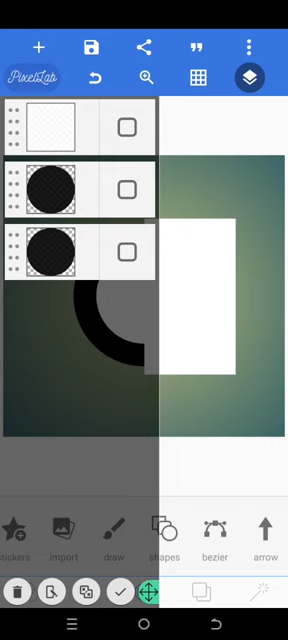 PixelLab
stickers
import
draw
shapes
bezier
arrow